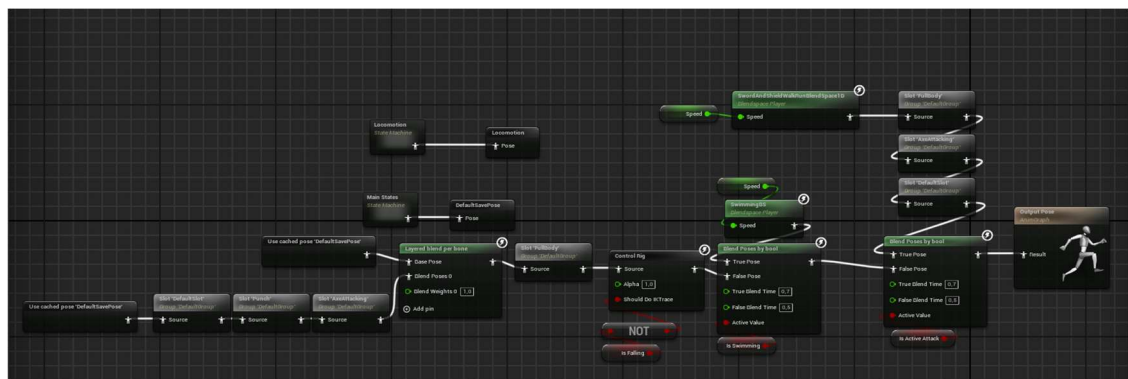 SwordAndShieldWalkRunBlendSpace1D
Blendspace Player
Speed
Speed
Slot 'FullBody'
Group 'DefaultGroup'
Source
Locomotion
State Machine
Locomotion
Pose
Slot 'AxeAttacking'
Group 'DefaultGroup'
Source
Speed
Slot 'DefaultSlot'
Group 'DefaultGroup'
Source
Main States
State Machine
DefaultSavePose
Pose
SwimmingBS
Blendspace Player
Speed
Output Pose
AnimGraph
Result
Use cached pose 'DefaultSavePose'
Layered blend per bone
Base Pose
Blend Poses 0
Blend Weights 0 1,0
Add pin
Slot 'FullBody'
Group 'DefaultGroup'
Source
Control Rig
Source
Alpha 1,0
Should Do IKTrace
Blend Poses by bool
True Pose
False Pose
True Blend Time 0,7
False Blend Time 0,5
Active Value
Blend Poses by bool
True Pose
False Pose
True Blend Time 0,7
False Blend Time 0,5
Active Value
Use cached pose 'DefaultSavePose'
Slot 'DefaultSlot'
Group 'DefaultGroup'
Source
Slot 'Punch'
Group 'DefaultGroup'
Source
Slot 'AxeAttacking'
Group 'DefaultGroup'
Source
NOT
Is Falling
Is Swimming
Is Active Attack